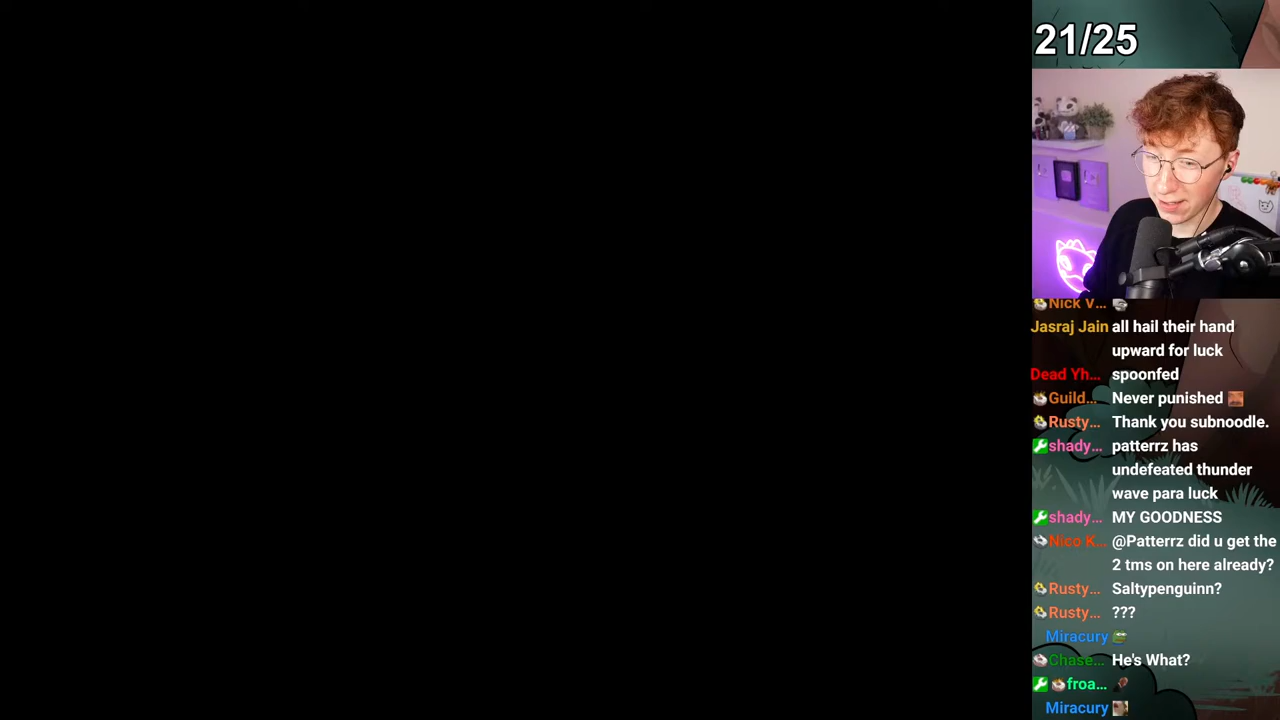 21/25
Nick V...
Jasraj Jain all hail their hand
upward for luck
Dead Yh... spoonfed
Guild... Never punished
Rusty... Thank you subnoodle.
shady... patterrz has
undefeated thunder
wave para luck
shady... MY GOODNESS
Nico K... @Patterrz did u get the
2 tms on here already?
Rusty... Saltypenguinn?
Rusty... ???
Miracury
Chase... He's What?
froa...
Miracury